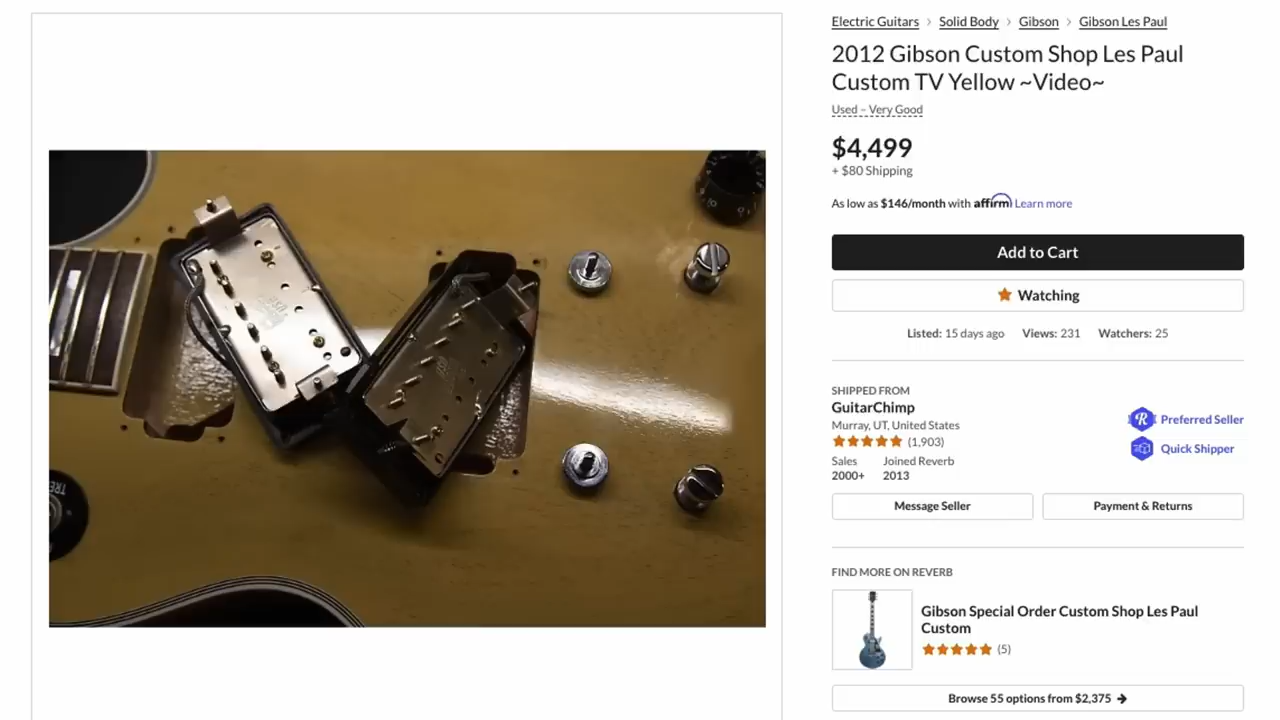 Electric Guitars > Solid Body > Gibson > Gibson Les Paul
2012 Gibson Custom Shop Les Paul
Custom TV Yellow ~Video~
Used – Very Good
$4,499
+ $80 Shipping
As low as $146/month with affirm Learn more
Add to Cart
Watching
Listed: 15 days ago Views: 231 Watchers: 25
SHIPPED FROM
GuitarChimp
Murray, UT, United States
(1,903)
Preferred Seller
Quick Shipper
Sales Joined Reverb
2000+ 2013
Message Seller
Payment & Returns
FIND MORE ON REVERB
Gibson Special Order Custom Shop Les Paul
Custom
(5)
Browse 55 options from $2,375